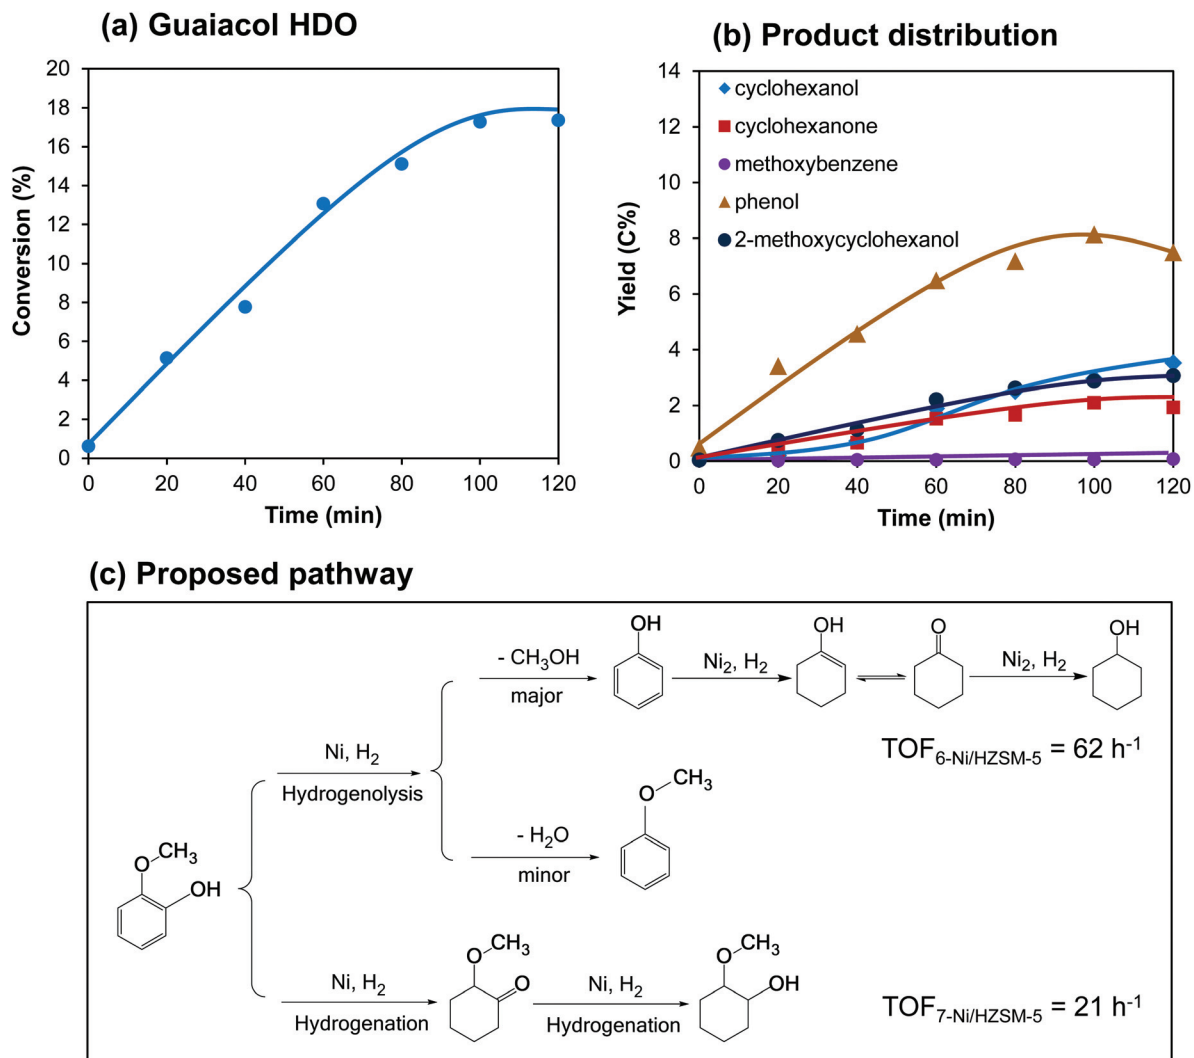 (a) Guaiacol HDO
20
18
16
14
12
10
8
6
4
2
0
Conversion (%)
0 20 40 60 80 100 120
Time (min)
(b) Product distribution
14
12
10
8
6
4
2
0
Yield (C%)
cyclohexanol
cyclohexanone
methoxybenzene
phenol
2-methoxycyclohexanol
0 20 40 60 80 100 120
Time (min)
(c) Proposed pathway
O CH₃
OH
Ni, H₂
Hydrogenolysis
- CH₃OH
major
OH
Ni₂, H₂
OH
O
Ni₂, H₂
OH
TOF₆₋Ni/HZSM-5 = 62 h⁻¹
- H₂O
minor
O CH₃
Ni, H₂
Hydrogenation
O CH₃
O
Ni, H₂
Hydrogenation
O CH₃
OH
TOF₇₋Ni/HZSM-5 = 21 h⁻¹